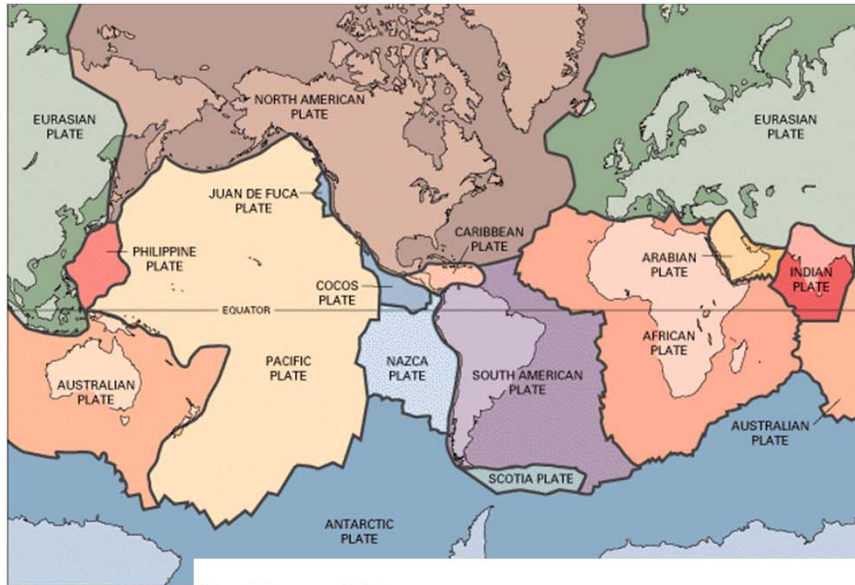 NORTH AMERICAN
PLATE
EURASIAN
PLATE
EURASIAN
PLATE
JUAN DE FUCA
PLATE
CARIBBEAN
PLATE
PHILIPPINE
PLATE
ARABIAN
PLATE
INDIAN
PLATE
COCOS
PLATE
EQUATOR
AFRICAN
PLATE
PACIFIC
PLATE
NAZCA
PLATE
SOUTH AMERICAN
PLATE
AUSTRALIAN
PLATE
AUSTRALIAN
PLATE
SCOTIA PLATE
ANTARCTIC
PLATE